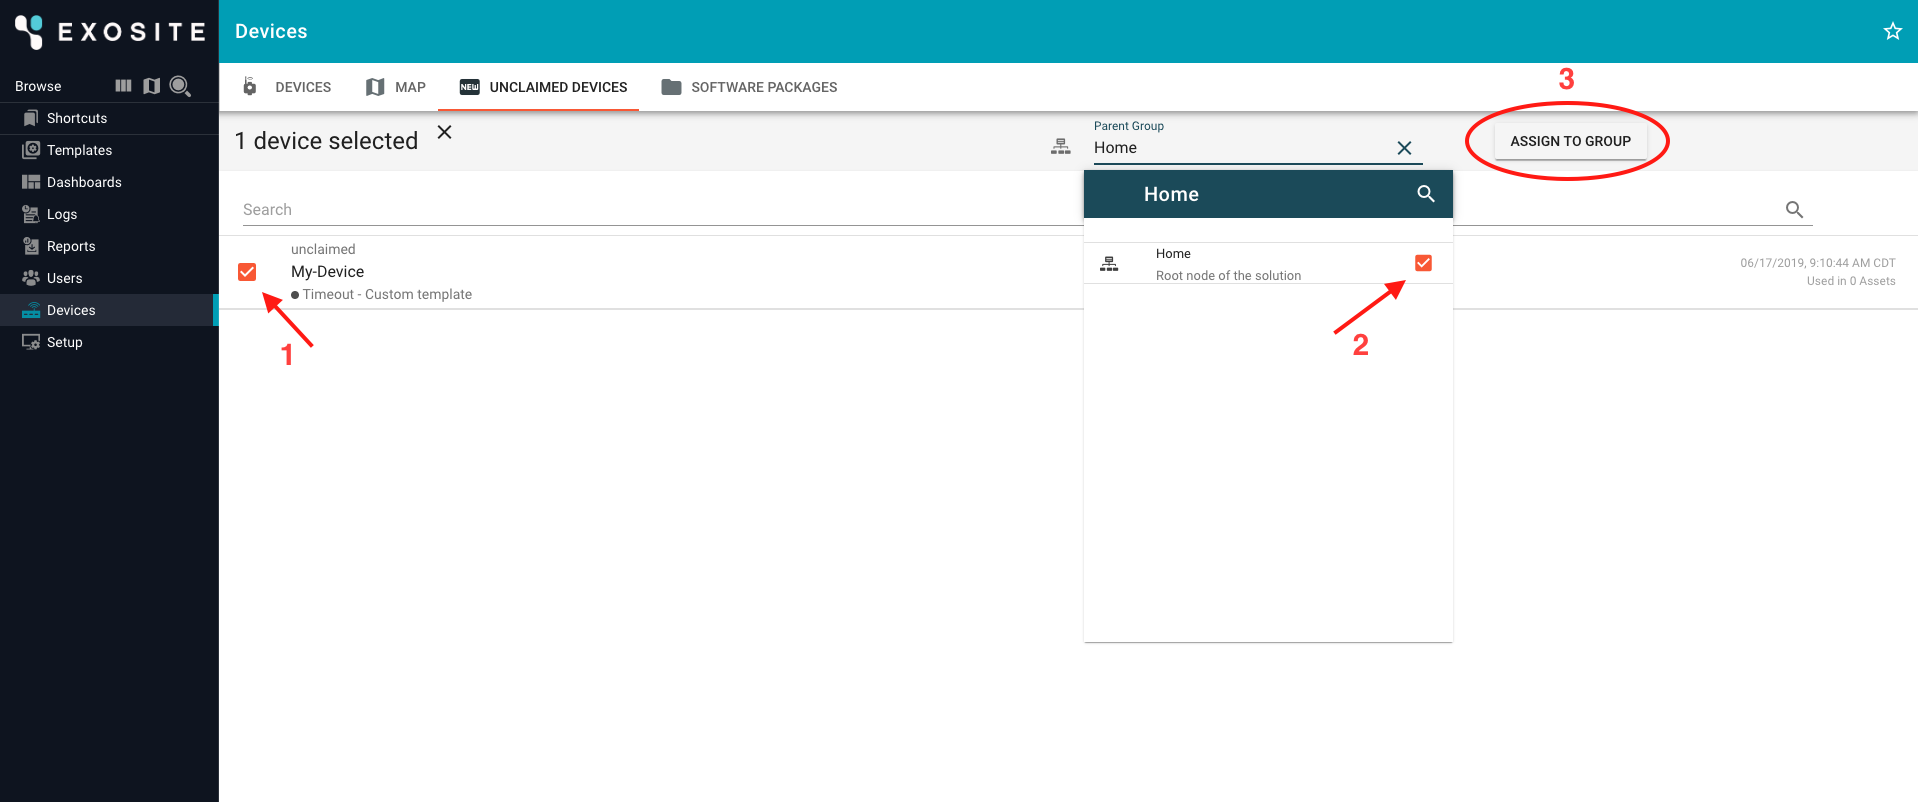 EXOSITE
Browse
Shortcuts
Templates
Dashboards
Logs
Reports
Users
Devices
Setup
Devices
DEVICES
MAP
NEW
UNCLAIMED DEVICES
SOFTWARE PACKAGES
3
1 device selected
Parent Group
Home
ASSIGN TO GROUP
Home
Search
unclaimed
My-Device
Timeout - Custom template
Home
Root node of the solution
06/17/2019, 9:10:44 AM CDT
Used in 0 Assets
1
2